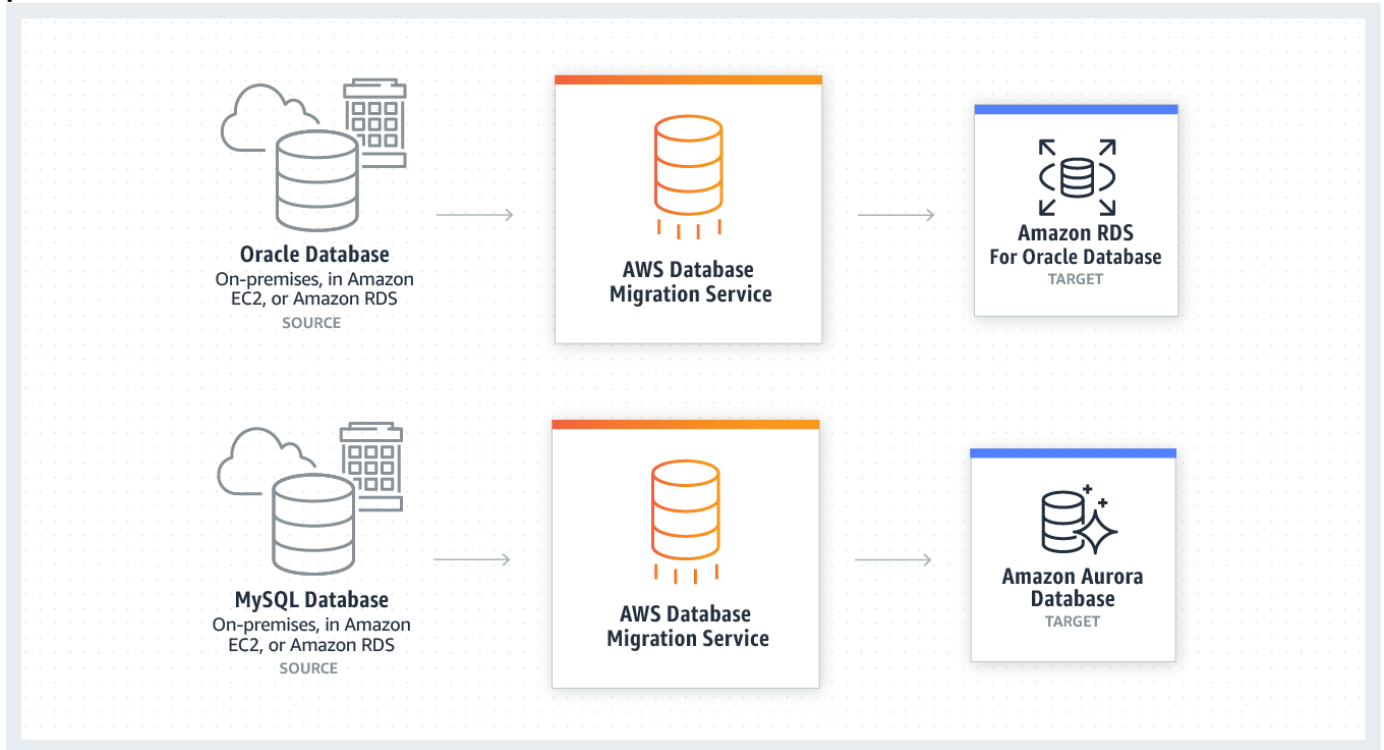 Oracle Database
On-premises, in Amazon
EC2, or Amazon RDS
SOURCE
AWS Database
Migration Service
Amazon RDS
For Oracle Database
TARGET
MySQL Database
On-premises, in Amazon
EC2, or Amazon RDS
SOURCE
AWS Database
Migration Service
Amazon Aurora
Database
TARGET